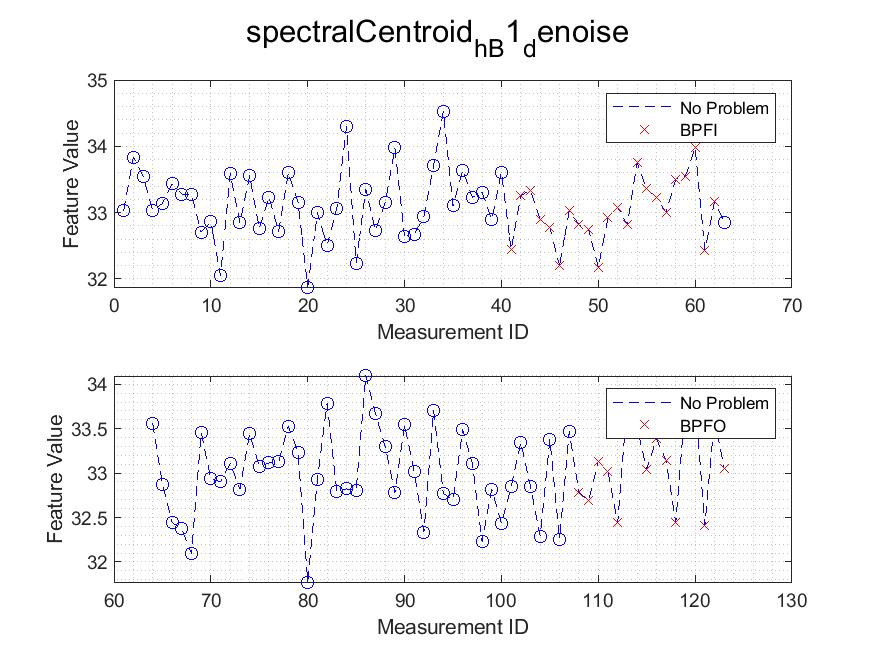 spectralCentroid_hB1_denoise
35
34
33
32
Feature Value
No Problem
BPFI
0 10 20 30 40 50 60 70
Measurement ID
34
33.5
33
32.5
32
Feature Value
No Problem
BPFO
60 70 80 90 100 110 120 130
Measurement ID